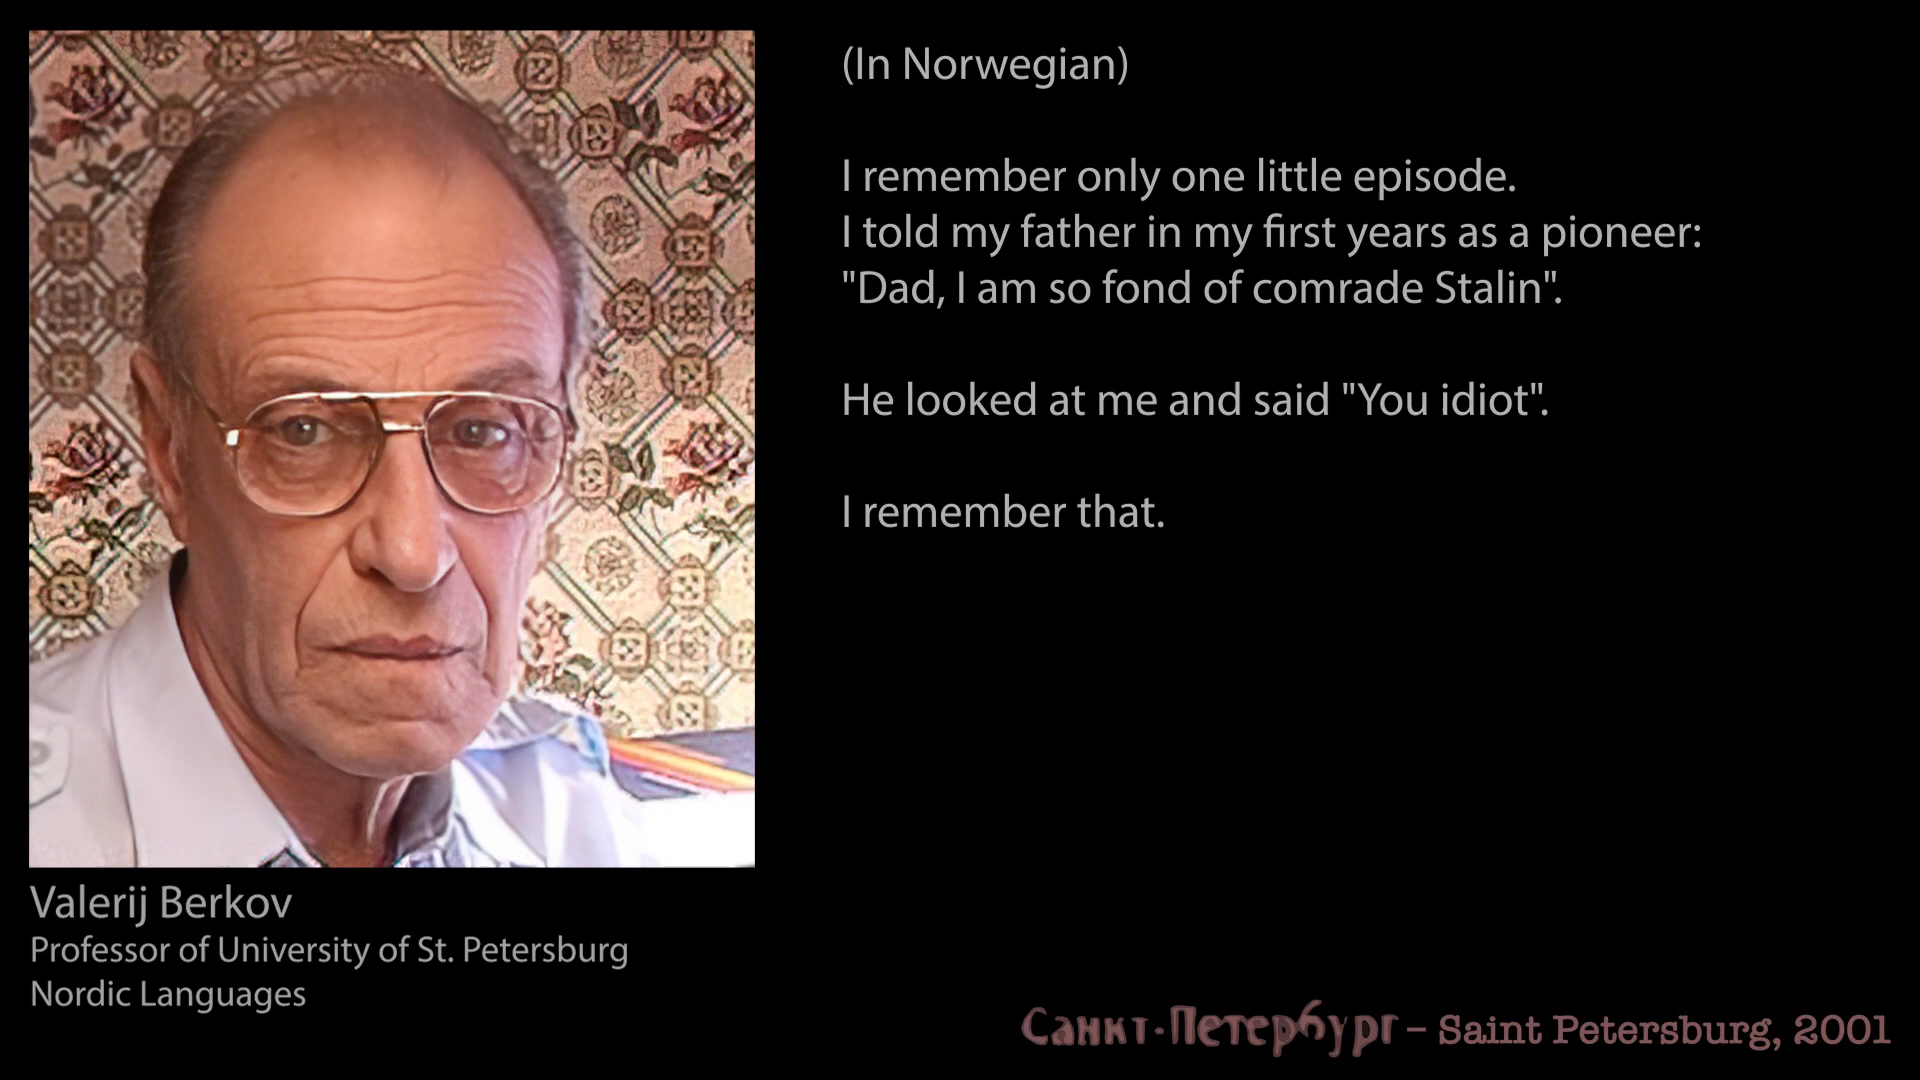 (In Norwegian)
I remember only one little episode.
I told my father in my first years as a pioneer:
"Dad, I am so fond of comrade Stalin".
He looked at me and said "You idiot".
I remember that.
Valerij Berkov
Professor of University of St. Petersburg
Nordic Languages
Санкт-Петербург – Saint Petersburg, 2001